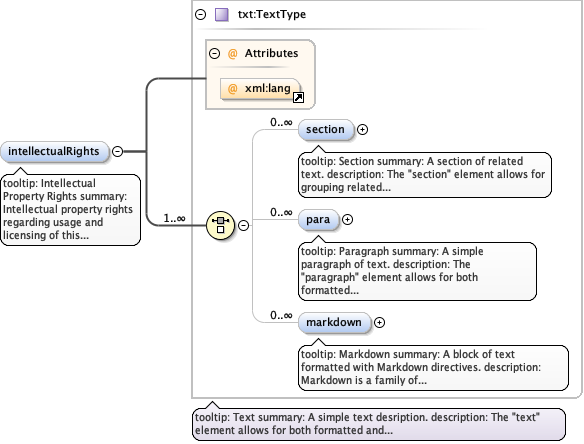 txt:TextType
@ Attributes
@ xml:lang
0..∞
section
tooltip: Section summary: A section of related
text. description: The "section" element allows for
grouping related...
intellectualRights
tooltip: Intellectual
Property Rights summary:
Intellectual property rights
regarding usage and
licensing of this...
1..∞
0..∞
para
tooltip: Paragraph summary: A simple
paragraph of text. description: The
"paragraph" element allows for both
formatted...
0..∞
markdown
tooltip: Markdown summary: A block of text
formatted with Markdown directives. description:
Markdown is a family of...
tooltip: Text summary: A simple text desription. description: The "text"
element allows for both formatted and...